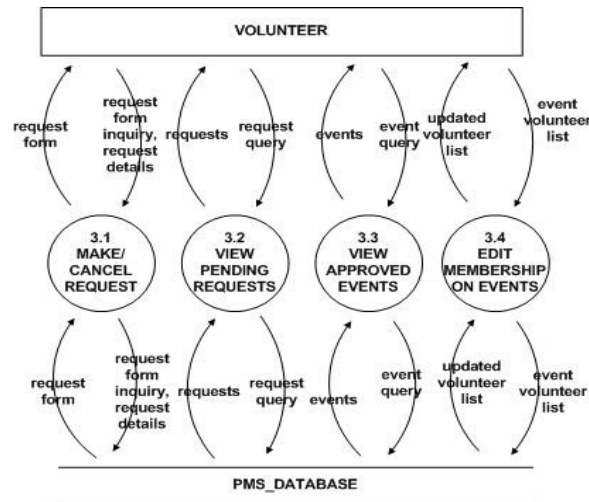 VOLUNTEER
request
form
request
form
inquiry,
request
details
requests
request
query
events
event
query
updated
volunteer
list
event
volunteer
list
3.1
MAKE/
CANCEL
REQUEST
3.2
VIEW
PENDING
REQUESTS
3.3
VIEW
APPROVED
EVENTS
3.4
EDIT
MEMBERSHIP
ON EVENTS
request
form
request
form
inquiry,
request
details
requests
request
query
events
event
query
updated
volunteer
list
event
volunteer
list
PMS_DATABASE